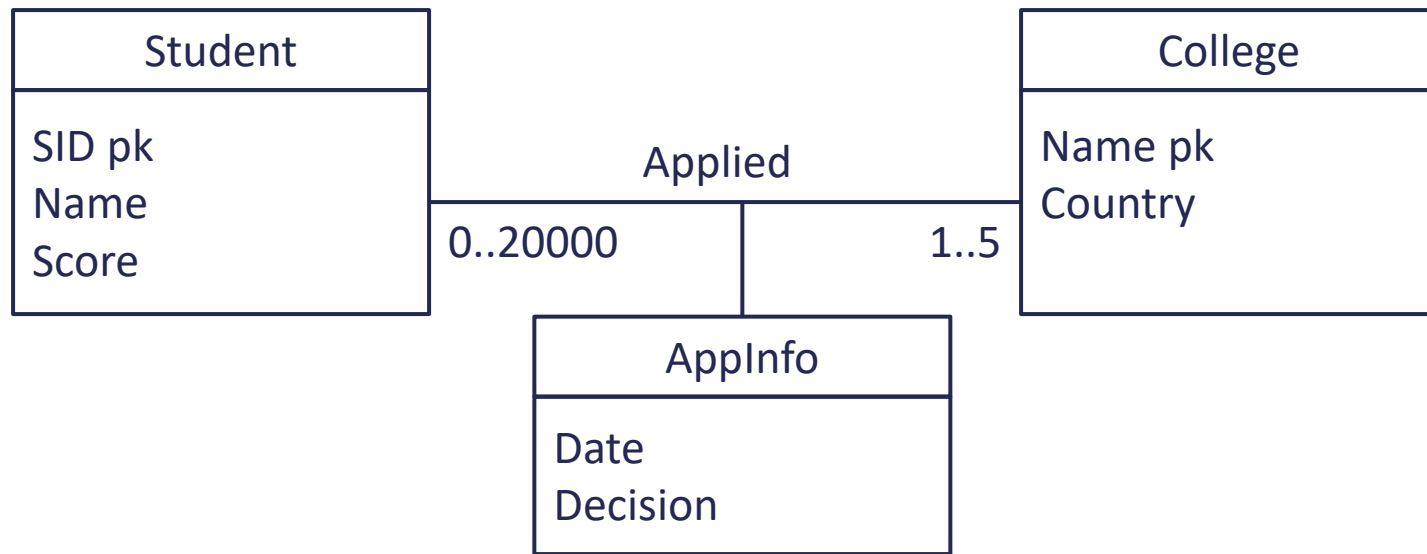 Student
SID pk
Name
Score
Applied
0..20000
1..5
College
Name pk
Country
AppInfo
Date
Decision